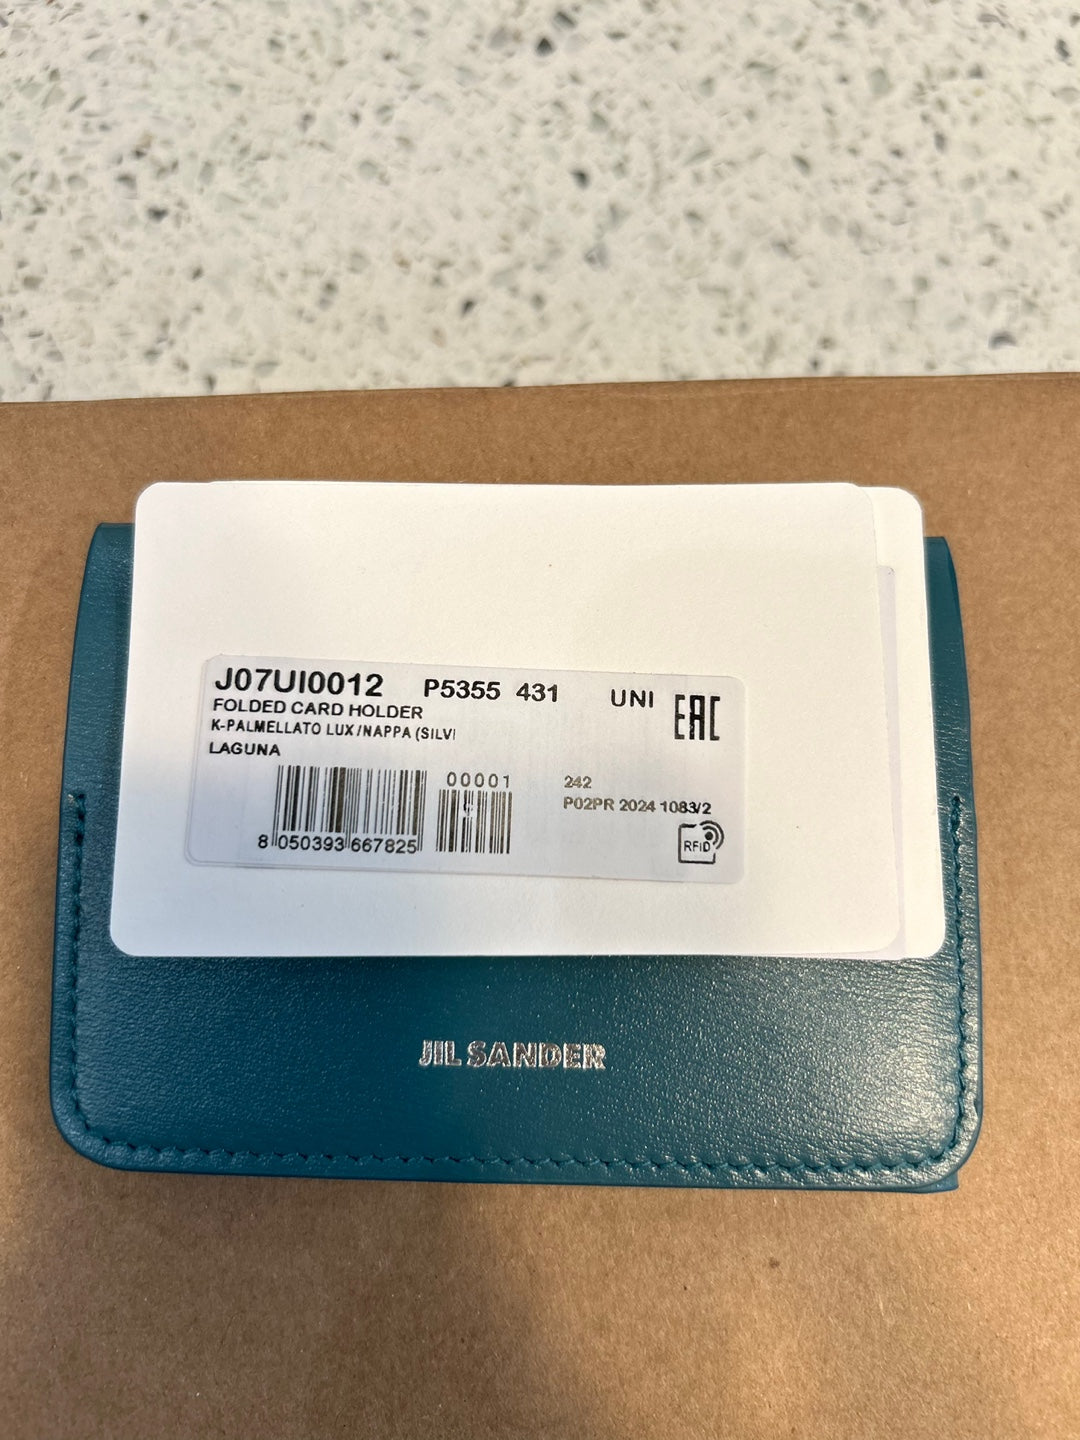 J07UI0012 P5355 431 UNI EAC
FOLDED CARD HOLDER
K-PALMELLATO LUX/NAPPA (SILVI
LAGUNA
00001 242
P02PR 2024 1083/2
8 050393 667825
RFID
JIL SANDER